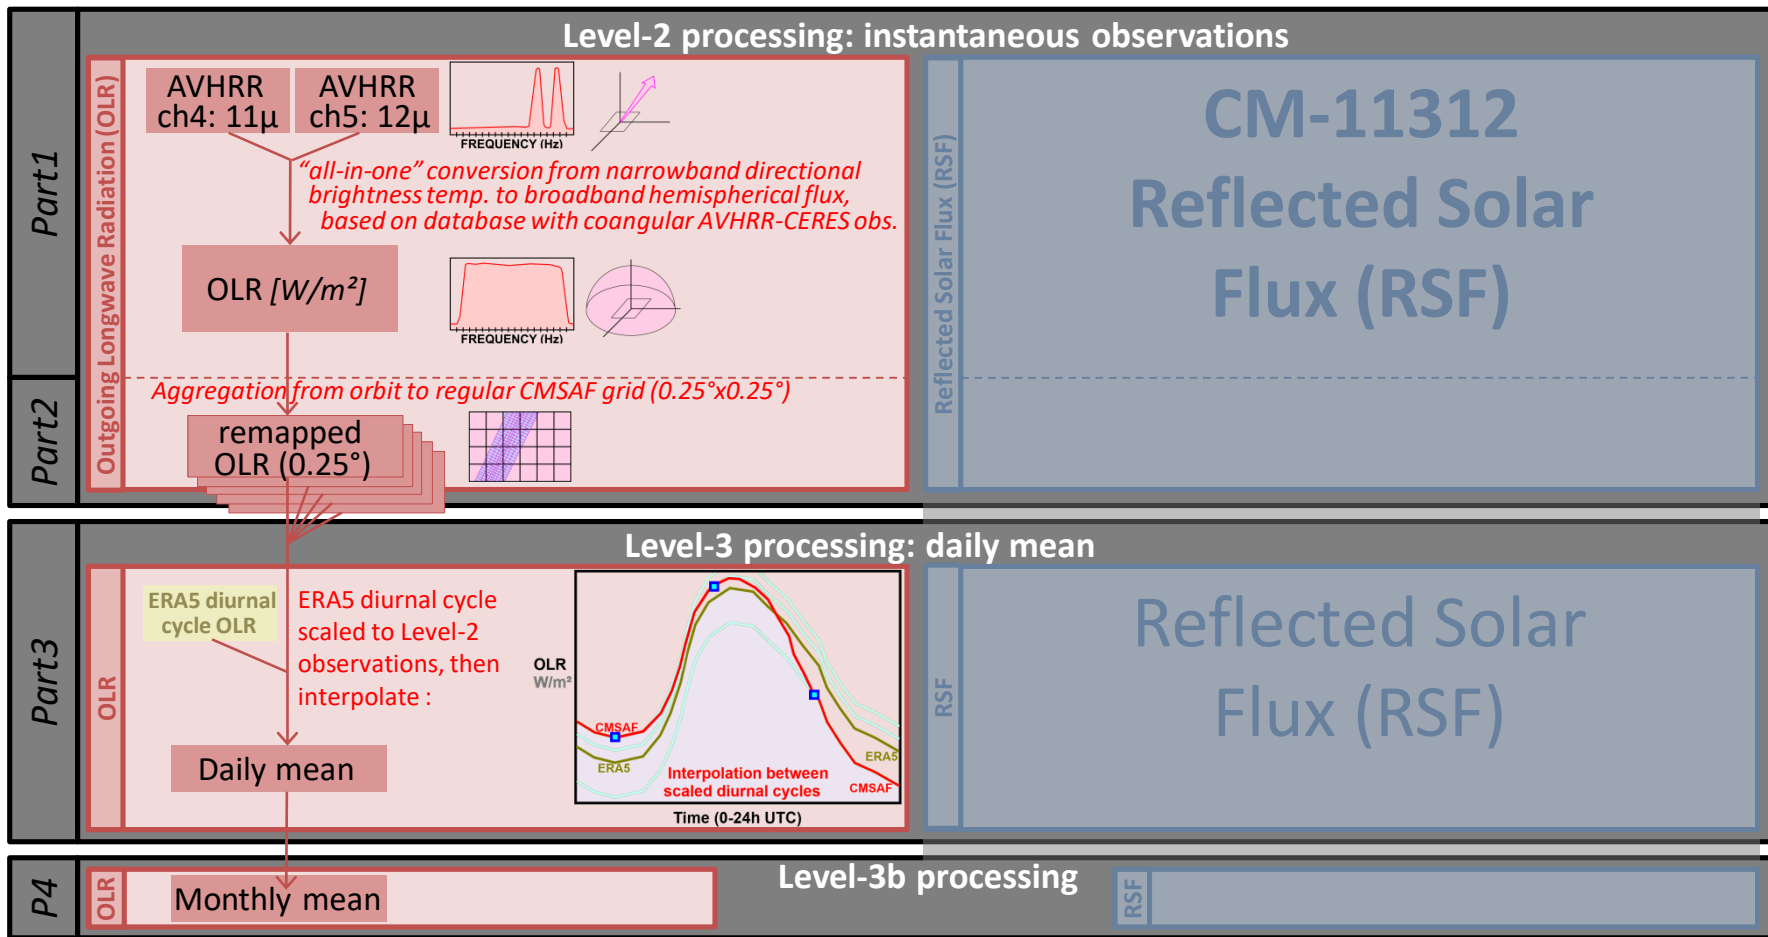 Level-2 processing: instantaneous observations
Part1
Outgoing Longwave Radiation (OLR)
AVHRR
ch4: 11µ
AVHRR
ch5: 12µ
FREQUENCY (Hz)
“all-in-one” conversion from narrowband directional
brightness temp. to broadband hemispherical flux,
based on database with coangular AVHRR-CERES obs.
OLR [W/m²]
FREQUENCY (Hz)
Reflected Solar Flux (RSF)
CM-11312
Reflected Solar
Flux (RSF)
Part2
Aggregation from orbit to regular CMSAF grid (0.25°x0.25°)
remapped
OLR (0.25°)
Level-3 processing: daily mean
Part3
OLR
ERA5 diurnal
cycle OLR
ERA5 diurnal cycle
scaled to Level-2
observations, then
interpolate :
Daily mean
OLR
W/m²
CMSAF
ERA5
Interpolation between
scaled diurnal cycles
ERA5
CMSAF
Time (0-24h UTC)
RSF
Reflected Solar
Flux (RSF)
Level-3b processing
P4
OLR
Monthly mean
RSF